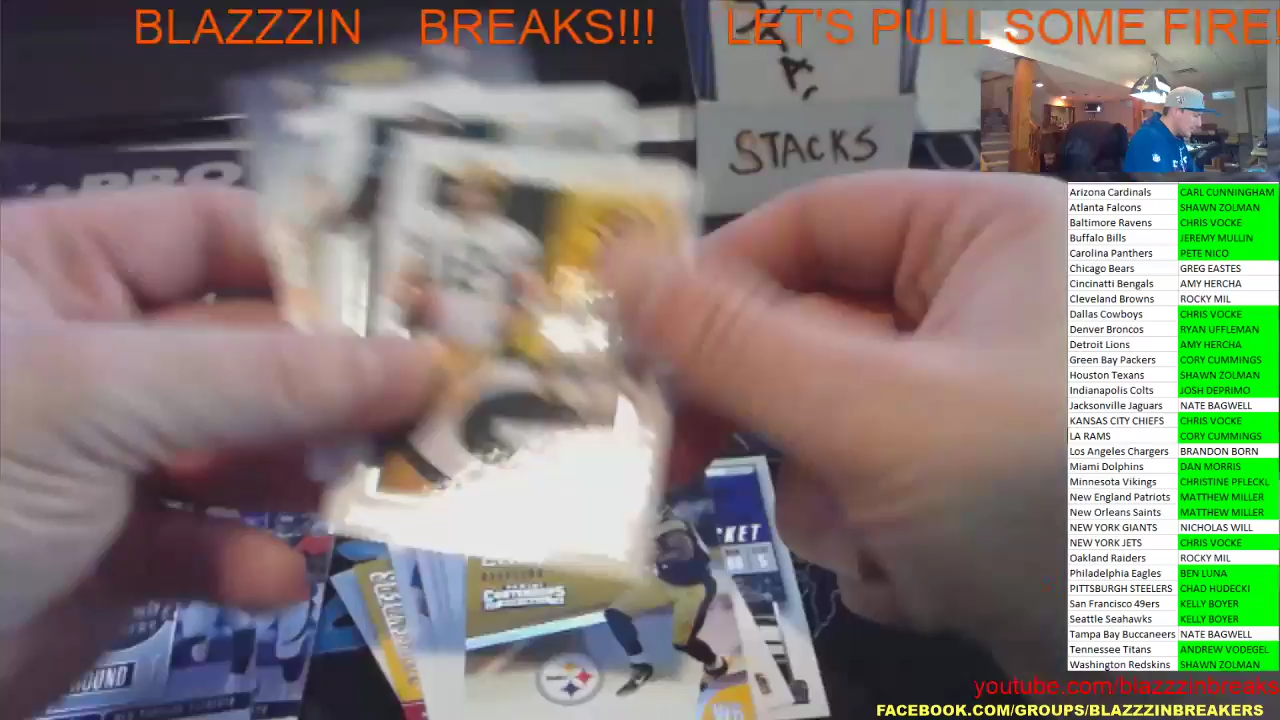 BLAZZZIN BREAKS!!! LET'S PULL SOME FIRE!
STACKS
PRO
Arizona Cardinals CARL CUNNINGHAM
Atlanta Falcons SHAWN ZOLMAN
Baltimore Ravens CHRIS VOCKE
Buffalo Bills JEREMY MULLIN
Carolina Panthers PETE NICO
Chicago Bears GREG EASTES
Cincinatti Bengals AMY HERCHA
Cleveland Browns ROCKY MIL
Dallas Cowboys CHRIS VOCKE
Denver Broncos RYAN UFFLEMAN
Detroit Lions AMY HERCHA
Green Bay Packers CORY CUMMINGS
Houston Texans SHAWN ZOLMAN
Indianapolis Colts JOSH DEPRIMO
Jacksonville Jaguars NATE BAGWELL
KANSAS CITY CHIEFS CHRIS VOCKE
LA RAMS CORY CUMMINGS
Los Angeles Chargers BRANDON BORN
Miami Dolphins DAN MORRIS
Minnesota Vikings CHRISTINE PFLECKL
New England Patriots MATTHEW MILLER
New Orleans Saints MATTHEW MILLER
NEW YORK GIANTS NICHOLAS WILL
NEW YORK JETS CHRIS VOCKE
Oakland Raiders ROCKY MIL
Philadelphia Eagles BEN LUNA
PITTSBURGH STEELERS CHAD HUDECKI
San Francisco 49ers KELLY BOYER
Seattle Seahawks KELLY BOYER
Tampa Bay Buccaneers NATE BAGWELL
Tennessee Titans ANDREW VODEGEL
Washington Redskins SHAWN ZOLMAN
youtube.com/blazzzinbreaks
FACEBOOK.COM/GROUPS/BLAZZZINBREAKERS